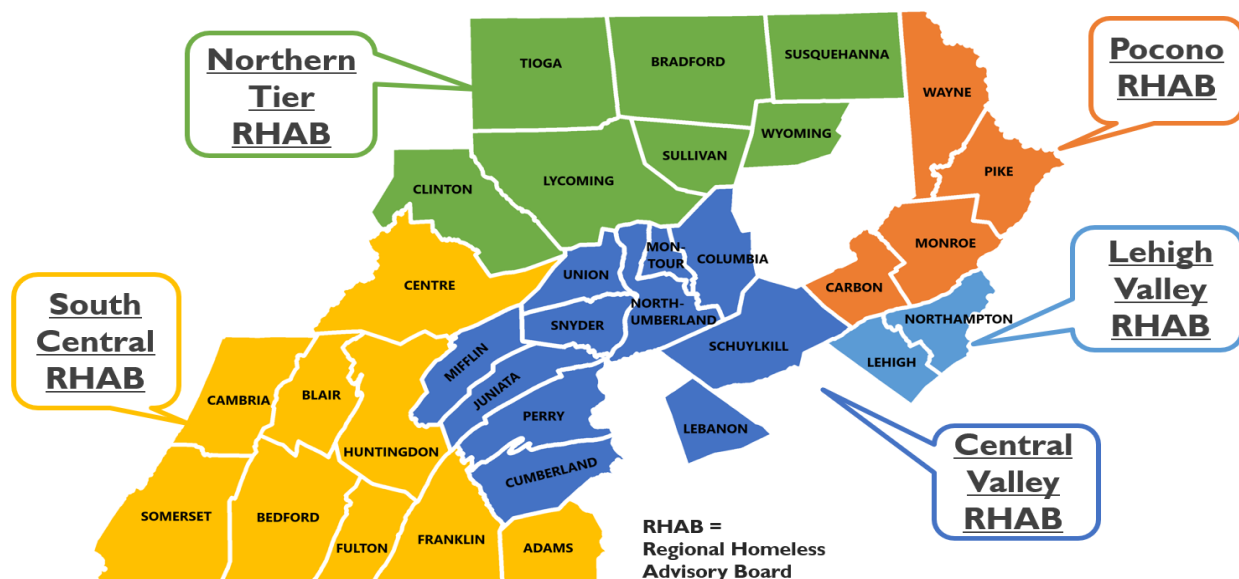 Northern
Tier
RHAB
TIOGA
BRADFORD
SUSQUEHANNA
WYOMING
SULLIVAN
LYCOMING
CLINTON
Pocono
RHAB
WAYNE
PIKE
MONROE
CARBON
Lehigh
Valley
RHAB
NORTHAMPTON
LEHIGH
South
Central
RHAB
CENTRE
CAMBRIA
BLAIR
HUNTINGDON
SOMERSET
BEDFORD
FULTON
FRANKLIN
ADAMS
UNION
MON-
TOUR
COLUMBIA
NORTH-
UMBERLAND
SNYDER
MIFFLIN
JUNIATA
PERRY
CUMBERLAND
SCHUYLKILL
LEBANON
Central
Valley
RHAB
RHAB =
Regional Homeless
Advisory Board